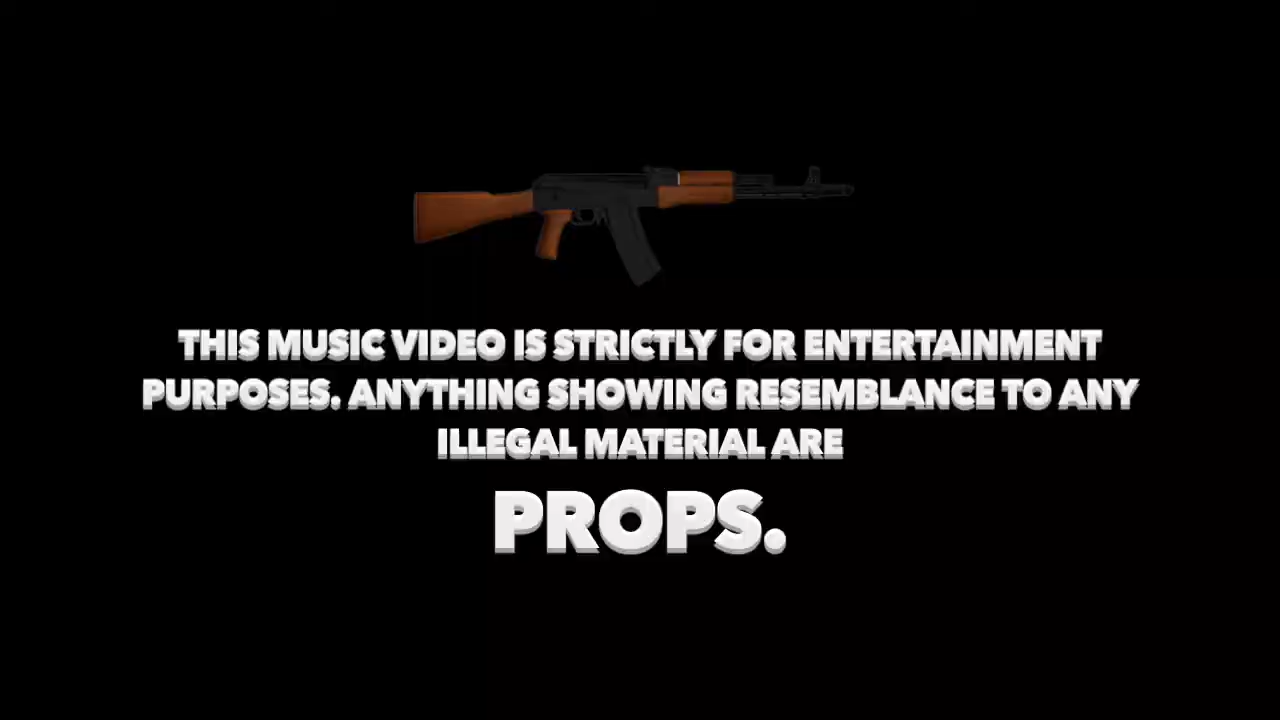 THIS MUSIC VIDEO IS STRICTLY FOR ENTERTAINMENT
PURPOSES. ANYTHING SHOWING RESEMBLANCE TO ANY
ILLEGAL MATERIAL ARE
PROPS.